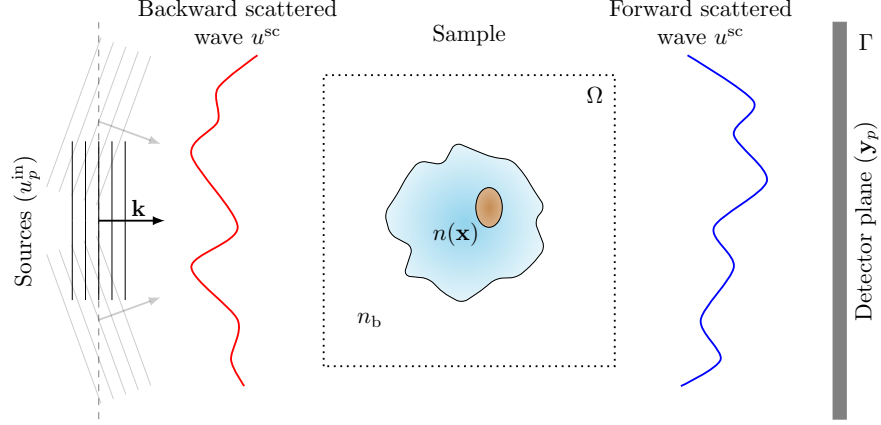 Backward scattered
wave u^sc
Sample
Forward scattered
wave u^sc
Γ
Ω
Sources (u_p^in)
k
n(x)
n_b
Detector plane (y_p)